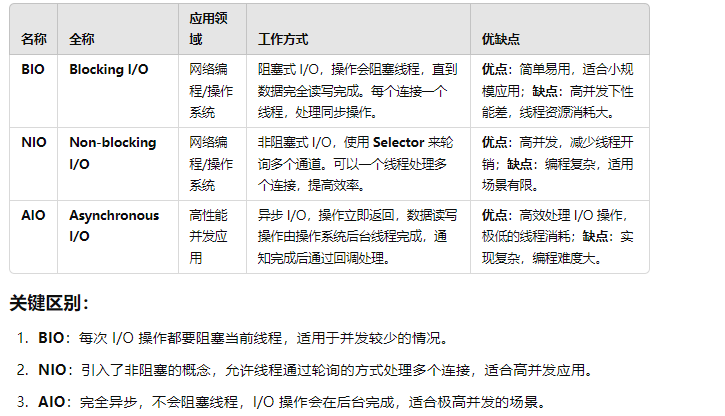 名称 全称 应用领域 工作方式 优缺点
BIO Blocking I/O 网络编程/操作系统 阻塞式 I/O，操作会阻塞线程，直到数据完全读写完成。每个连接一个线程，处理同步操作。 优点：简单易用，适合小规模应用；缺点：高并发下性能差，线程资源消耗大。
NIO Non-blocking I/O 网络编程/操作系统 非阻塞式 I/O，使用 Selector 来轮询多个通道。可以一个线程处理多个连接，提高效率。 优点：高并发，减少线程开销；缺点：编程复杂，适用场景有限。
AIO Asynchronous I/O 高性能并发应用 异步 I/O，操作立即返回，数据读写操作由操作系统后台线程完成，通知完成后通过回调处理。 优点：高效处理 I/O 操作，极低的线程消耗；缺点：实现复杂，编程难度大。
关键区别：
1. BIO：每次 I/O 操作都要阻塞当前线程，适用于并发较少的情况。
2. NIO：引入了非阻塞的概念，允许线程通过轮询的方式处理多个连接，适合高并发应用。
3. AIO：完全异步，不会阻塞线程，I/O 操作会在后台完成，适合极高并发的场景。